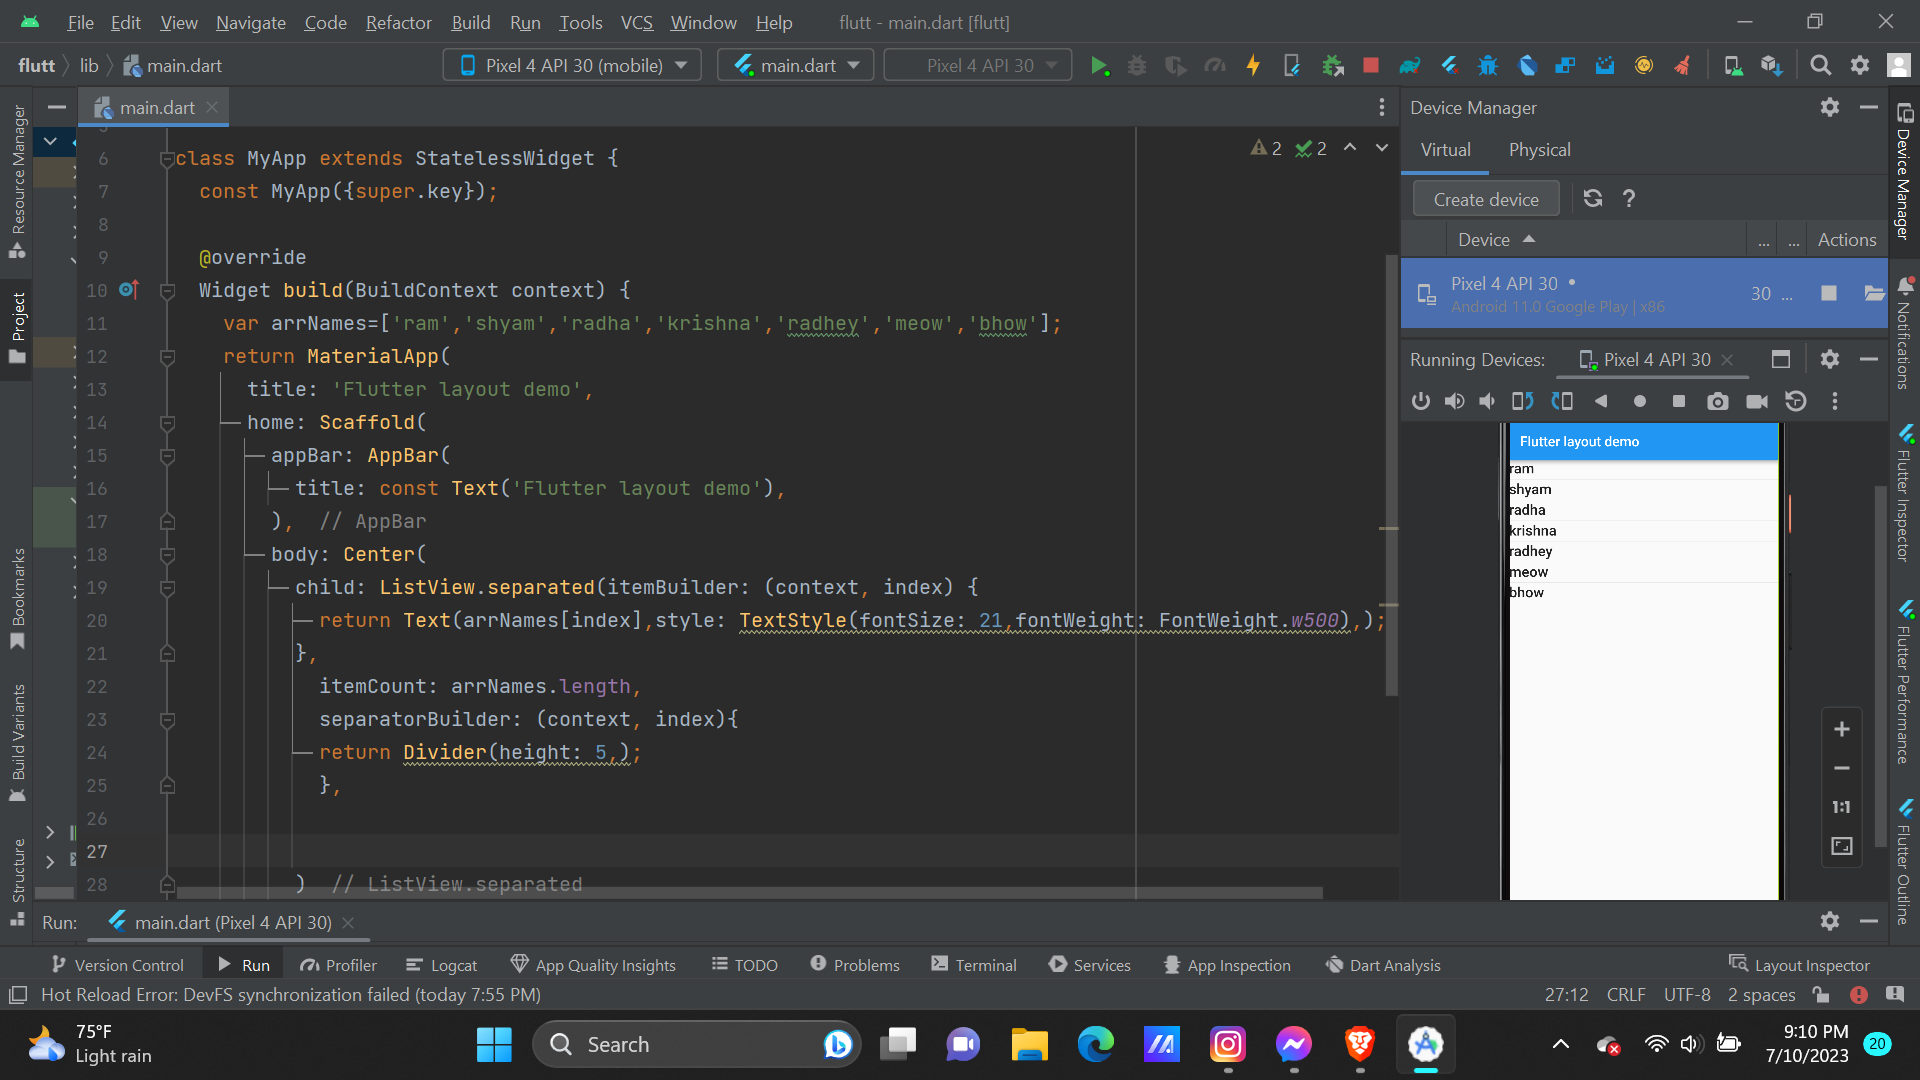 File Edit View Navigate Code Refactor Build Run Tools VCS Window Help flutt - main.dart [flutt]
flutt lib main.dart Pixel 4 API 30 (mobile) main.dart Pixel 4 API 30
main.dart
Resource Manager
Project
Bookmarks
Build Variants
Structure
2 2
6 class MyApp extends StatelessWidget {
7 const MyApp({super.key});
8
9 @override
10 Widget build(BuildContext context) {
11 var arrNames=['ram','shyam','radha','krishna','radhey','meow','bhow'];
12 return MaterialApp(
13 title: 'Flutter layout demo',
14 home: Scaffold(
15 appBar: AppBar(
16 title: const Text('Flutter layout demo'),
17 ), // AppBar
18 body: Center(
19 child: ListView.separated(itemBuilder: (context, index) {
20 return Text(arrNames[index],style: TextStyle(fontSize: 21,fontWeight: FontWeight.w500),);
21 },
22 itemCount: arrNames.length,
23 separatorBuilder: (context, index){
24 return Divider(height: 5,);
25 },
26
27
28 ) // ListView.separated
Device Manager
Virtual Physical
Create device ?
Device ... ... Actions
Pixel 4 API 30 •
Android 11.0 Google Play | x86
30 ...
Running Devices: Pixel 4 API 30
Flutter layout demo
ram
shyam
radha
krishna
radhey
meow
bhow
1:1
Device Manager
Notifications
Flutter Inspector
Flutter Performance
Flutter Outline
Run: main.dart (Pixel 4 API 30)
Version Control Run Profiler Logcat App Quality Insights TODO Problems Terminal Services App Inspection Dart Analysis Layout Inspector
Hot Reload Error: DevFS synchronization failed (today 7:55 PM) 27:12 CRLF UTF-8 2 spaces
75°F
Light rain
Search
9:10 PM
7/10/2023
20